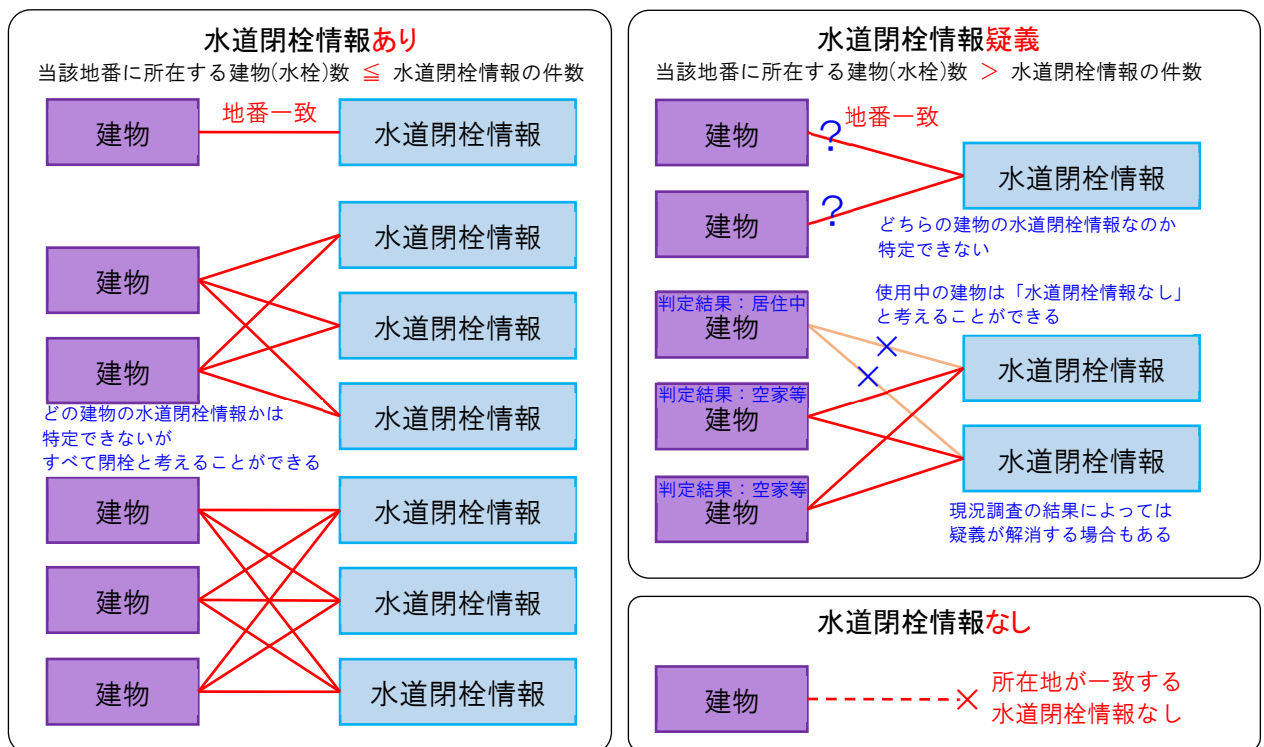 水道閉栓情報あり
当該地番に所在する建物(水栓)数 ≦ 水道閉栓情報の件数
建物
地番一致
水道閉栓情報
建物
建物
水道閉栓情報
水道閉栓情報
水道閉栓情報
どの建物の水道閉栓情報かは
特定できないが
すべて閉栓と考えることができる
建物
建物
建物
水道閉栓情報
水道閉栓情報
水道閉栓情報
水道閉栓情報疑義
当該地番に所在する建物(水栓)数 > 水道閉栓情報の件数
建物
?
地番一致
建物
?
水道閉栓情報
どちらの建物の水道閉栓情報なのか
特定できない
使用中の建物は「水道閉栓情報なし」
と考えることができる
判定結果:居住中
建物
×
×
判定結果:空家等
建物
判定結果:空家等
建物
水道閉栓情報
水道閉栓情報
現況調査の結果によっては
疑義が解消する場合もある
水道閉栓情報なし
建物
×
所在地が一致する
水道閉栓情報なし